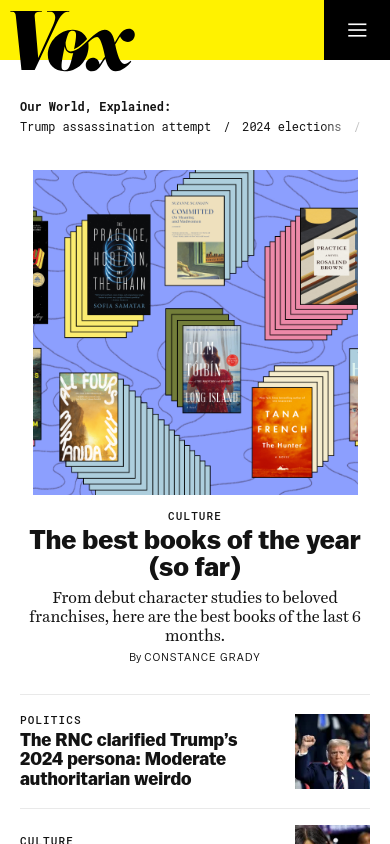 Vox
Our World, Explained:
Trump assassination attempt / 2024 elections /
SUZANNE SCANLON
COMMITTED
THE
PRACTICE,
THE
HORIZON,
AND
THE CHAIN
SOFIA SAMATAR
PRACTICE
ROSALIND
BROWN
COLM
TÓIBÍN
LONG ISLAND
ALL FOURS
TANA
FRENCH
The Hunter
CULTURE
The best books of the year
(so far)
From debut character studies to beloved
franchises, here are the best books of the last 6
months.
By CONSTANCE GRADY
POLITICS
The RNC clarified Trump’s
2024 persona: Moderate
authoritarian weirdo
CULTURE